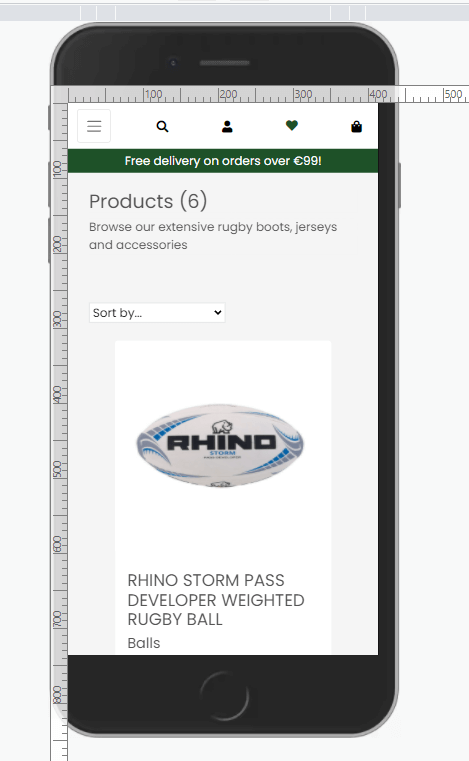 100 200 300 400 500
Free delivery on orders over €99!
100
Products (6)
Browse our extensive rugby boots, jerseys
and accessories
200
Sort by...
300
400
RHINO
STORM
500
RHINO STORM PASS
DEVELOPER WEIGHTED
RUGBY BALL
Balls
600
700
800